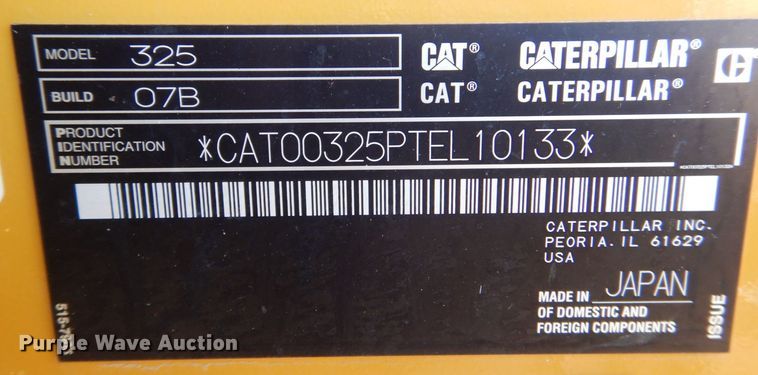 MODEL 325
CAT® CATERPILLAR®
BUILD 07B
CAT® CATERPILLAR®
PRODUCT
IDENTIFICATION
NUMBER
*CAT00325PTEL10133*
CATERPILLAR INC.
PEORIA, IL 61629
USA
MADE IN JAPAN
OF DOMESTIC AND
FOREIGN COMPONENTS
ISSUE
Purple Wave Auction